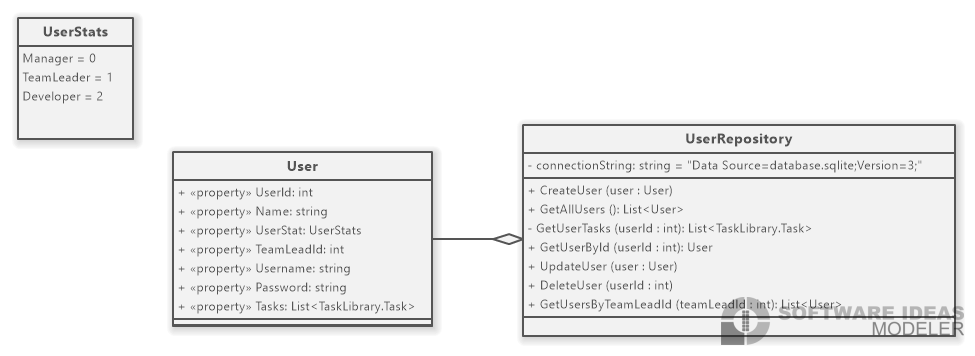 UserStats
Manager = 0
TeamLeader = 1
Developer = 2
User
+ «property» UserId: int
+ «property» Name: string
+ «property» UserStat: UserStats
+ «property» TeamLeadId: int
+ «property» Username: string
+ «property» Password: string
+ «property» Tasks: List<TaskLibrary.Task>
UserRepository
- connectionString: string = "Data Source=database.sqlite;Version=3;"
+ CreateUser (user : User)
+ GetAllUsers (): List<User>
- GetUserTasks (userId : int): List<TaskLibrary.Task>
+ GetUserById (userId : int): User
+ UpdateUser (user : User)
+ DeleteUser (userId : int)
+ GetUsersByTeamLeadId (teamLeadId : int): List<User>
SOFTWARE IDEAS
MODELER